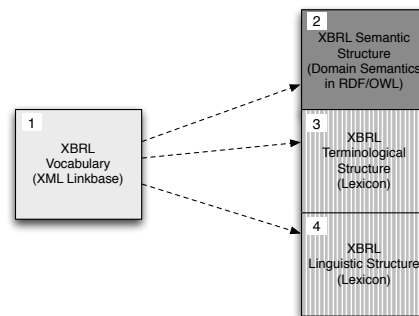 1
XBRL
Vocabulary
(XML Linkbase)
2
XBRL Semantic
Structure
(Domain Semantics
in RDF/OWL)
3
XBRL
Terminological
Structure
(Lexicon)
4
XBRL
Linguistic Structure
(Lexicon)